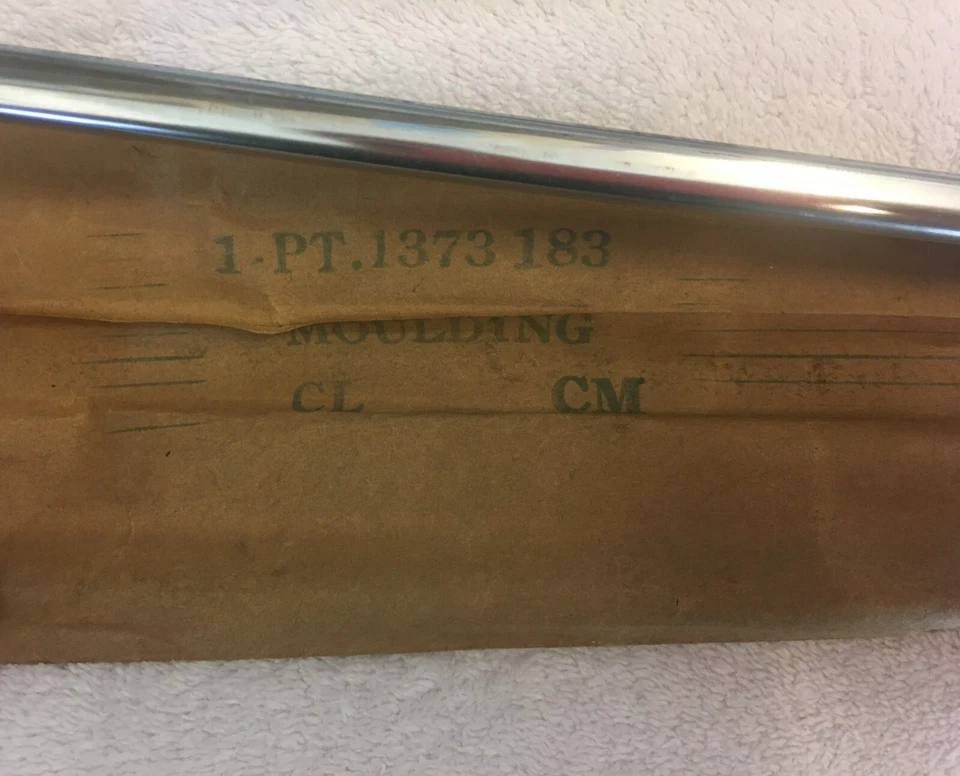 1-PT.1373 183
MOULDING
CL CM